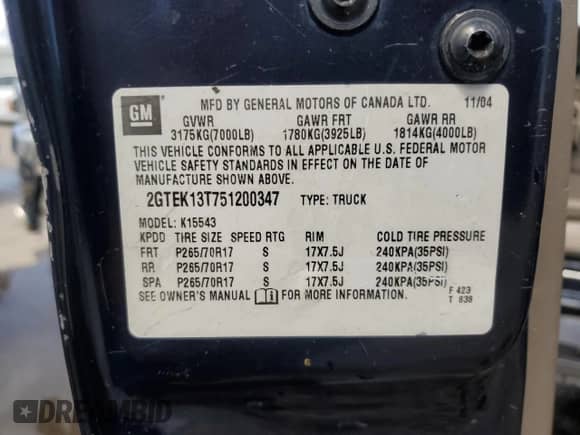 GM
MFD BY GENERAL MOTORS OF CANADA LTD. 11/04
GVWR GAWR FRT GAWR RR
3175KG(7000LB) 1780KG(3925LB) 1814KG(4000LB)
THIS VEHICLE CONFORMS TO ALL APPLICABLE U.S. FEDERAL MOTOR
VEHICLE SAFETY STANDARDS IN EFFECT ON THE DATE OF
MANUFACTURE SHOWN ABOVE.
2GTEK13T751200347 TYPE: TRUCK
MODEL: K15543
KPDD TIRE SIZE SPEED RTG RIM COLD TIRE PRESSURE
FRT P265/70R17 S 17X7.5J 240KPA(35PSI)
RR P265/70R17 S 17X7.5J 240KPA(35PSI)
SPA P265/70R17 S 17X7.5J 240KPA(35PSI)
SEE OWNER'S MANUAL FOR MORE INFORMATION.
F 423
T 838
DREAMBID